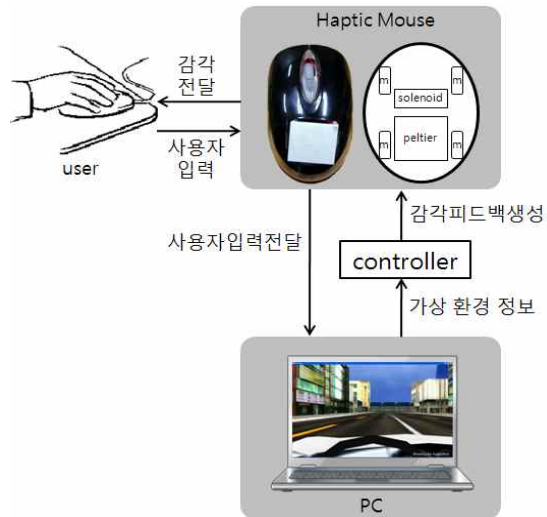 Haptic Mouse
감각
전달
사용자
입력
user
m
m
solenoid
peltier
m
m
사용자입력전달
감각피드백생성
controller
가상 환경 정보
PC